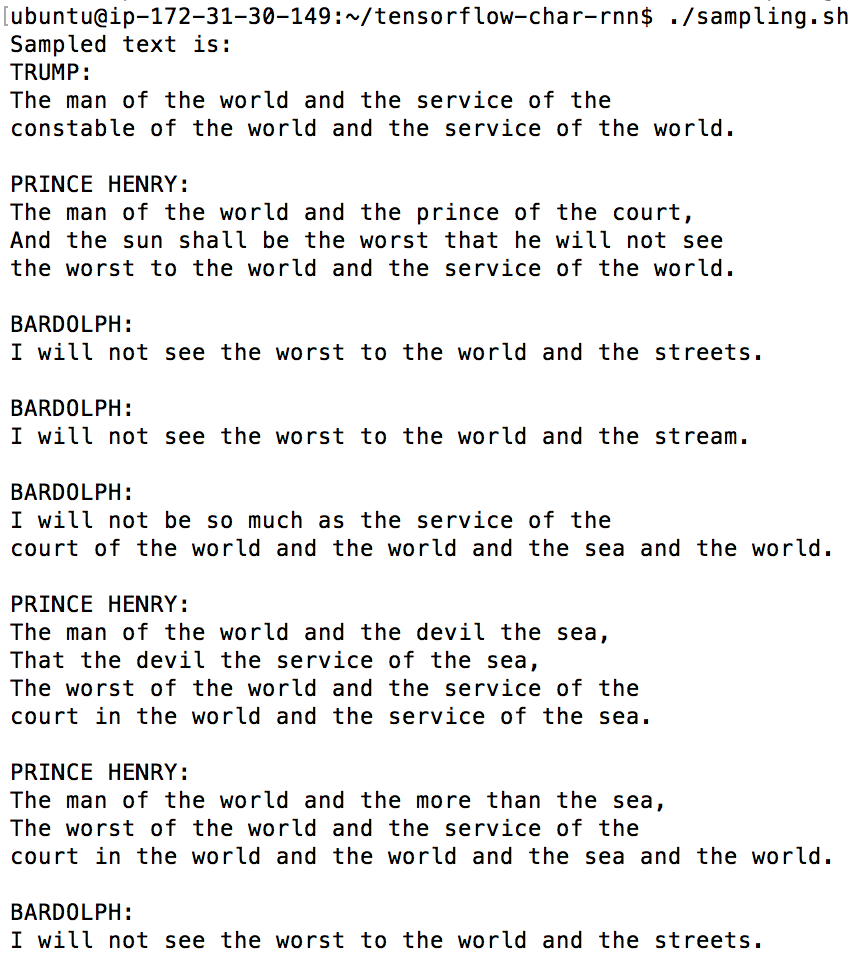 [ubuntu@ip-172-31-30-149:~/tensorflow-char-rnn$ ./sampling.sh
Sampled text is:
TRUMP:
The man of the world and the service of the
constable of the world and the service of the world.

PRINCE HENRY:
The man of the world and the prince of the court,
And the sun shall be the worst that he will not see
the worst to the world and the service of the world.

BARDOLPH:
I will not see the worst to the world and the streets.

BARDOLPH:
I will not see the worst to the world and the stream.

BARDOLPH:
I will not be so much as the service of the
court of the world and the world and the sea and the world.

PRINCE HENRY:
The man of the world and the devil the sea,
That the devil the service of the sea,
The worst of the world and the service of the
court in the world and the service of the sea.

PRINCE HENRY:
The man of the world and the more than the sea,
The worst of the world and the service of the
court in the world and the world and the sea and the world.

BARDOLPH:
I will not see the worst to the world and the streets.